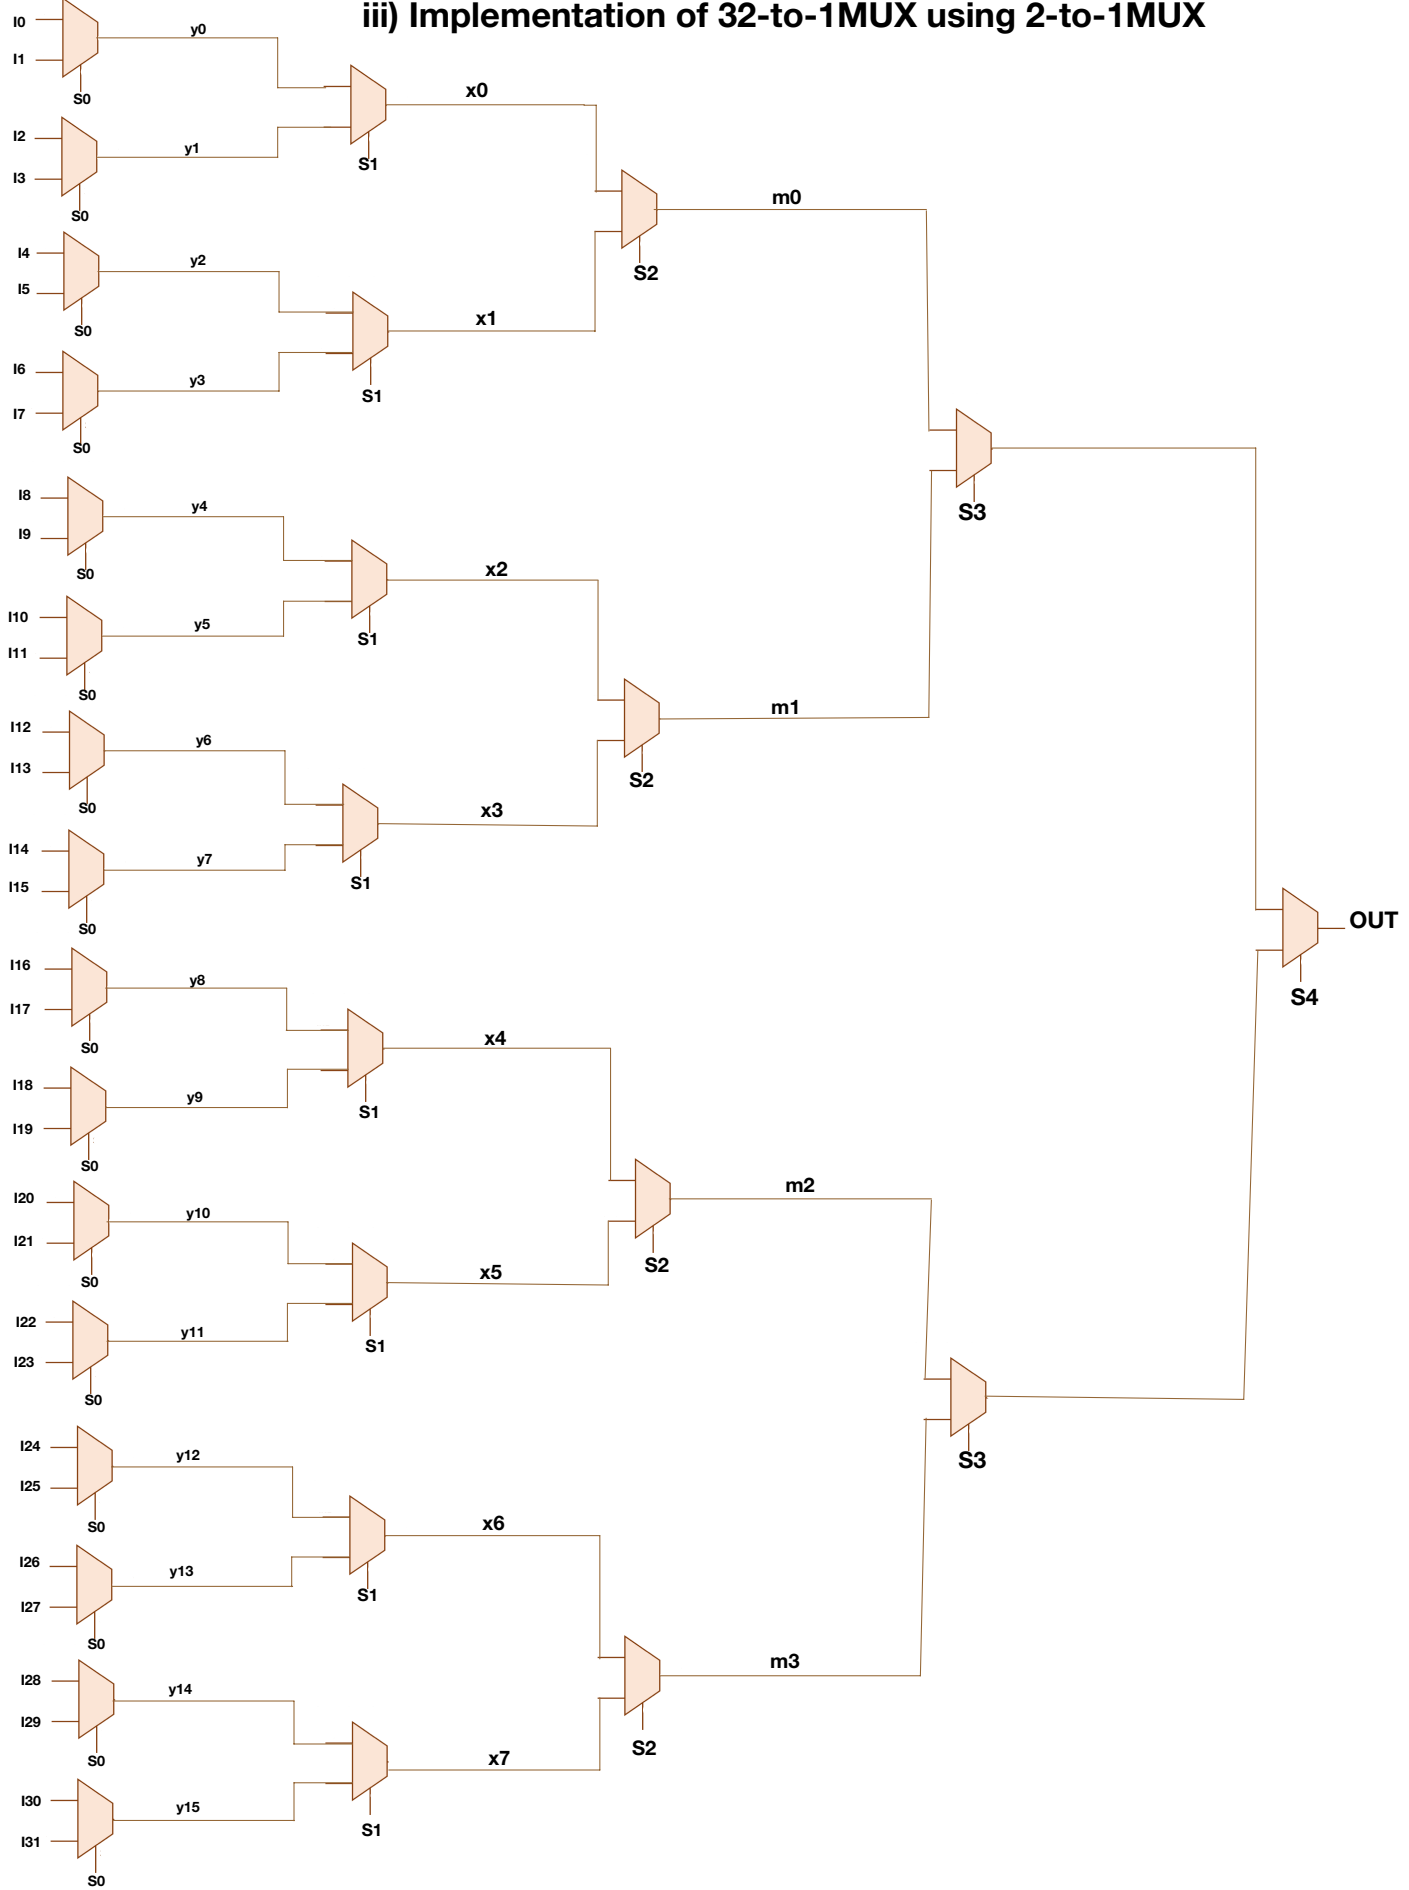 iii) Implementation of 32-to-1MUX using 2-to-1MUX
I0
y0
I1
S0
x0
I2
y1
I3
S1
S0
m0
I4
y2
I5
S2
x1
S0
I6
y3
I7
S1
S0
I8
y4
I9
S3
x2
S0
I10
y5
I11
S1
S0
m1
I12
y6
I13
S2
x3
S0
I14
y7
I15
S1
S0
OUT
I16
y8
I17
S4
x4
S0
I18
y9
I19
S1
S0
m2
I20
y10
I21
S2
x5
S0
I22
y11
I23
S1
S0
I24
y12
I25
S3
x6
S0
I26
y13
I27
S1
S0
m3
I28
y14
I29
S2
x7
S0
I30
y15
I31
S1
S0